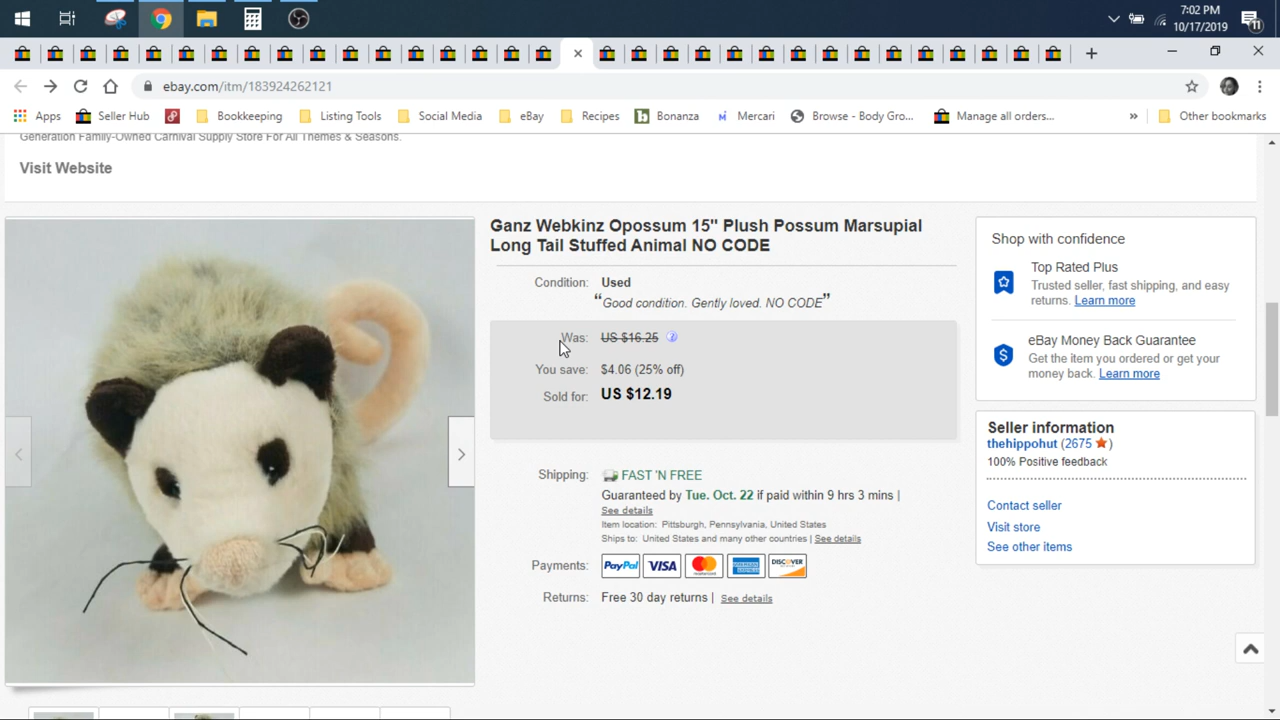 7:02 PM
10/17/2019
11
ebay.com/itm/183924262121
Apps
Seller Hub
Bookkeeping
Listing Tools
Social Media
eBay
Recipes
Bonanza
Mercari
Browse - Body Gro...
Manage all orders...
»
Other bookmarks
Generation Family-Owned Carnival Supply Store For All Themes & Seasons.
Visit Website
Ganz Webkinz Opossum 15" Plush Possum Marsupial
Long Tail Stuffed Animal NO CODE
Condition: Used
“Good condition. Gently loved. NO CODE”
Was: US $16.25
You save: $4.06 (25% off)
Sold for: US $12.19
Shipping: FAST 'N FREE
Guaranteed by Tue. Oct. 22 if paid within 9 hrs 3 mins |
See details
Item location: Pittsburgh, Pennsylvania, United States
Ships to: United States and many other countries | See details
Payments: PayPal VISA MasterCard AMERICAN EXPRESS DISCOVER
Returns: Free 30 day returns | See details
Shop with confidence
Top Rated Plus
Trusted seller, fast shipping, and easy
returns. Learn more
eBay Money Back Guarantee
Get the item you ordered or get your
money back. Learn more
Seller information
thehippohut (2675 ★)
100% Positive feedback
Contact seller
Visit store
See other items